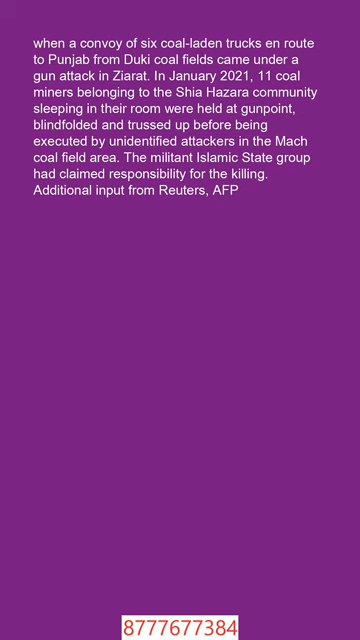 when a convoy of six coal-laden trucks en route
to Punjab from Duki coal fields came under a
gun attack in Ziarat. In January 2021, 11 coal
miners belonging to the Shia Hazara community
sleeping in their room were held at gunpoint,
blindfolded and trussed up before being
executed by unidentified attackers in the Mach
coal field area. The militant Islamic State group
had claimed responsibility for the killing.
Additional input from Reuters, AFP
8777677384